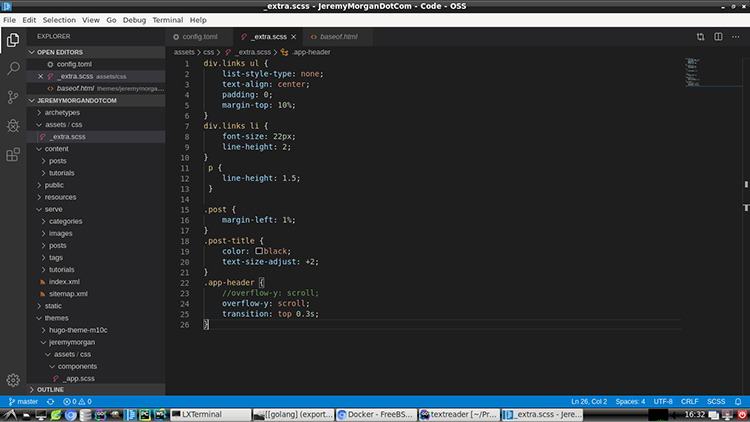 _extra.scss - JeremyMorganDotCom - Code - OSS
File Edit Selection View Go Debug Terminal Help
EXPLORER
config.toml
_extra.scss
baseof.html
OPEN EDITORS
config.toml
_extra.scss assets/css
baseof.html themes/jeremymorga...
JEREMYMORGANDOTCOM
archetypes
assets / css
_extra.scss
content
posts
tutorials
public
resources
serve
categories
images
posts
tags
tutorials
index.xml
sitemap.xml
static
themes
hugo-theme-m10c
jeremymorgan
assets / css
components
_app.scss
OUTLINE
assets > css > _extra.scss > .app-header
1 div.links ul {
2 list-style-type: none;
3 text-align: center;
4 padding: 0;
5 margin-top: 10%;
6 }
7 div.links li {
8 font-size: 22px;
9 line-height: 2;
10 }
11 p {
12 line-height: 1.5;
13 }
14
15 .post {
16 margin-left: 1%;
17 }
18 .post-title {
19 color: black;
20 text-size-adjust: +2;
21 }
22 .app-header {
23 //overflow-y: scroll;
24 overflow-y: scroll;
25 transition: top 0.3s;
26 }
master 0 0 Ln 26, Col 2 Spaces: 4 UTF-8 CRLF SCSS
LXTerminal [[golang] (export... Docker - FreeBS... textreader [~/Pr... _extra.scss - Jere... 16:32